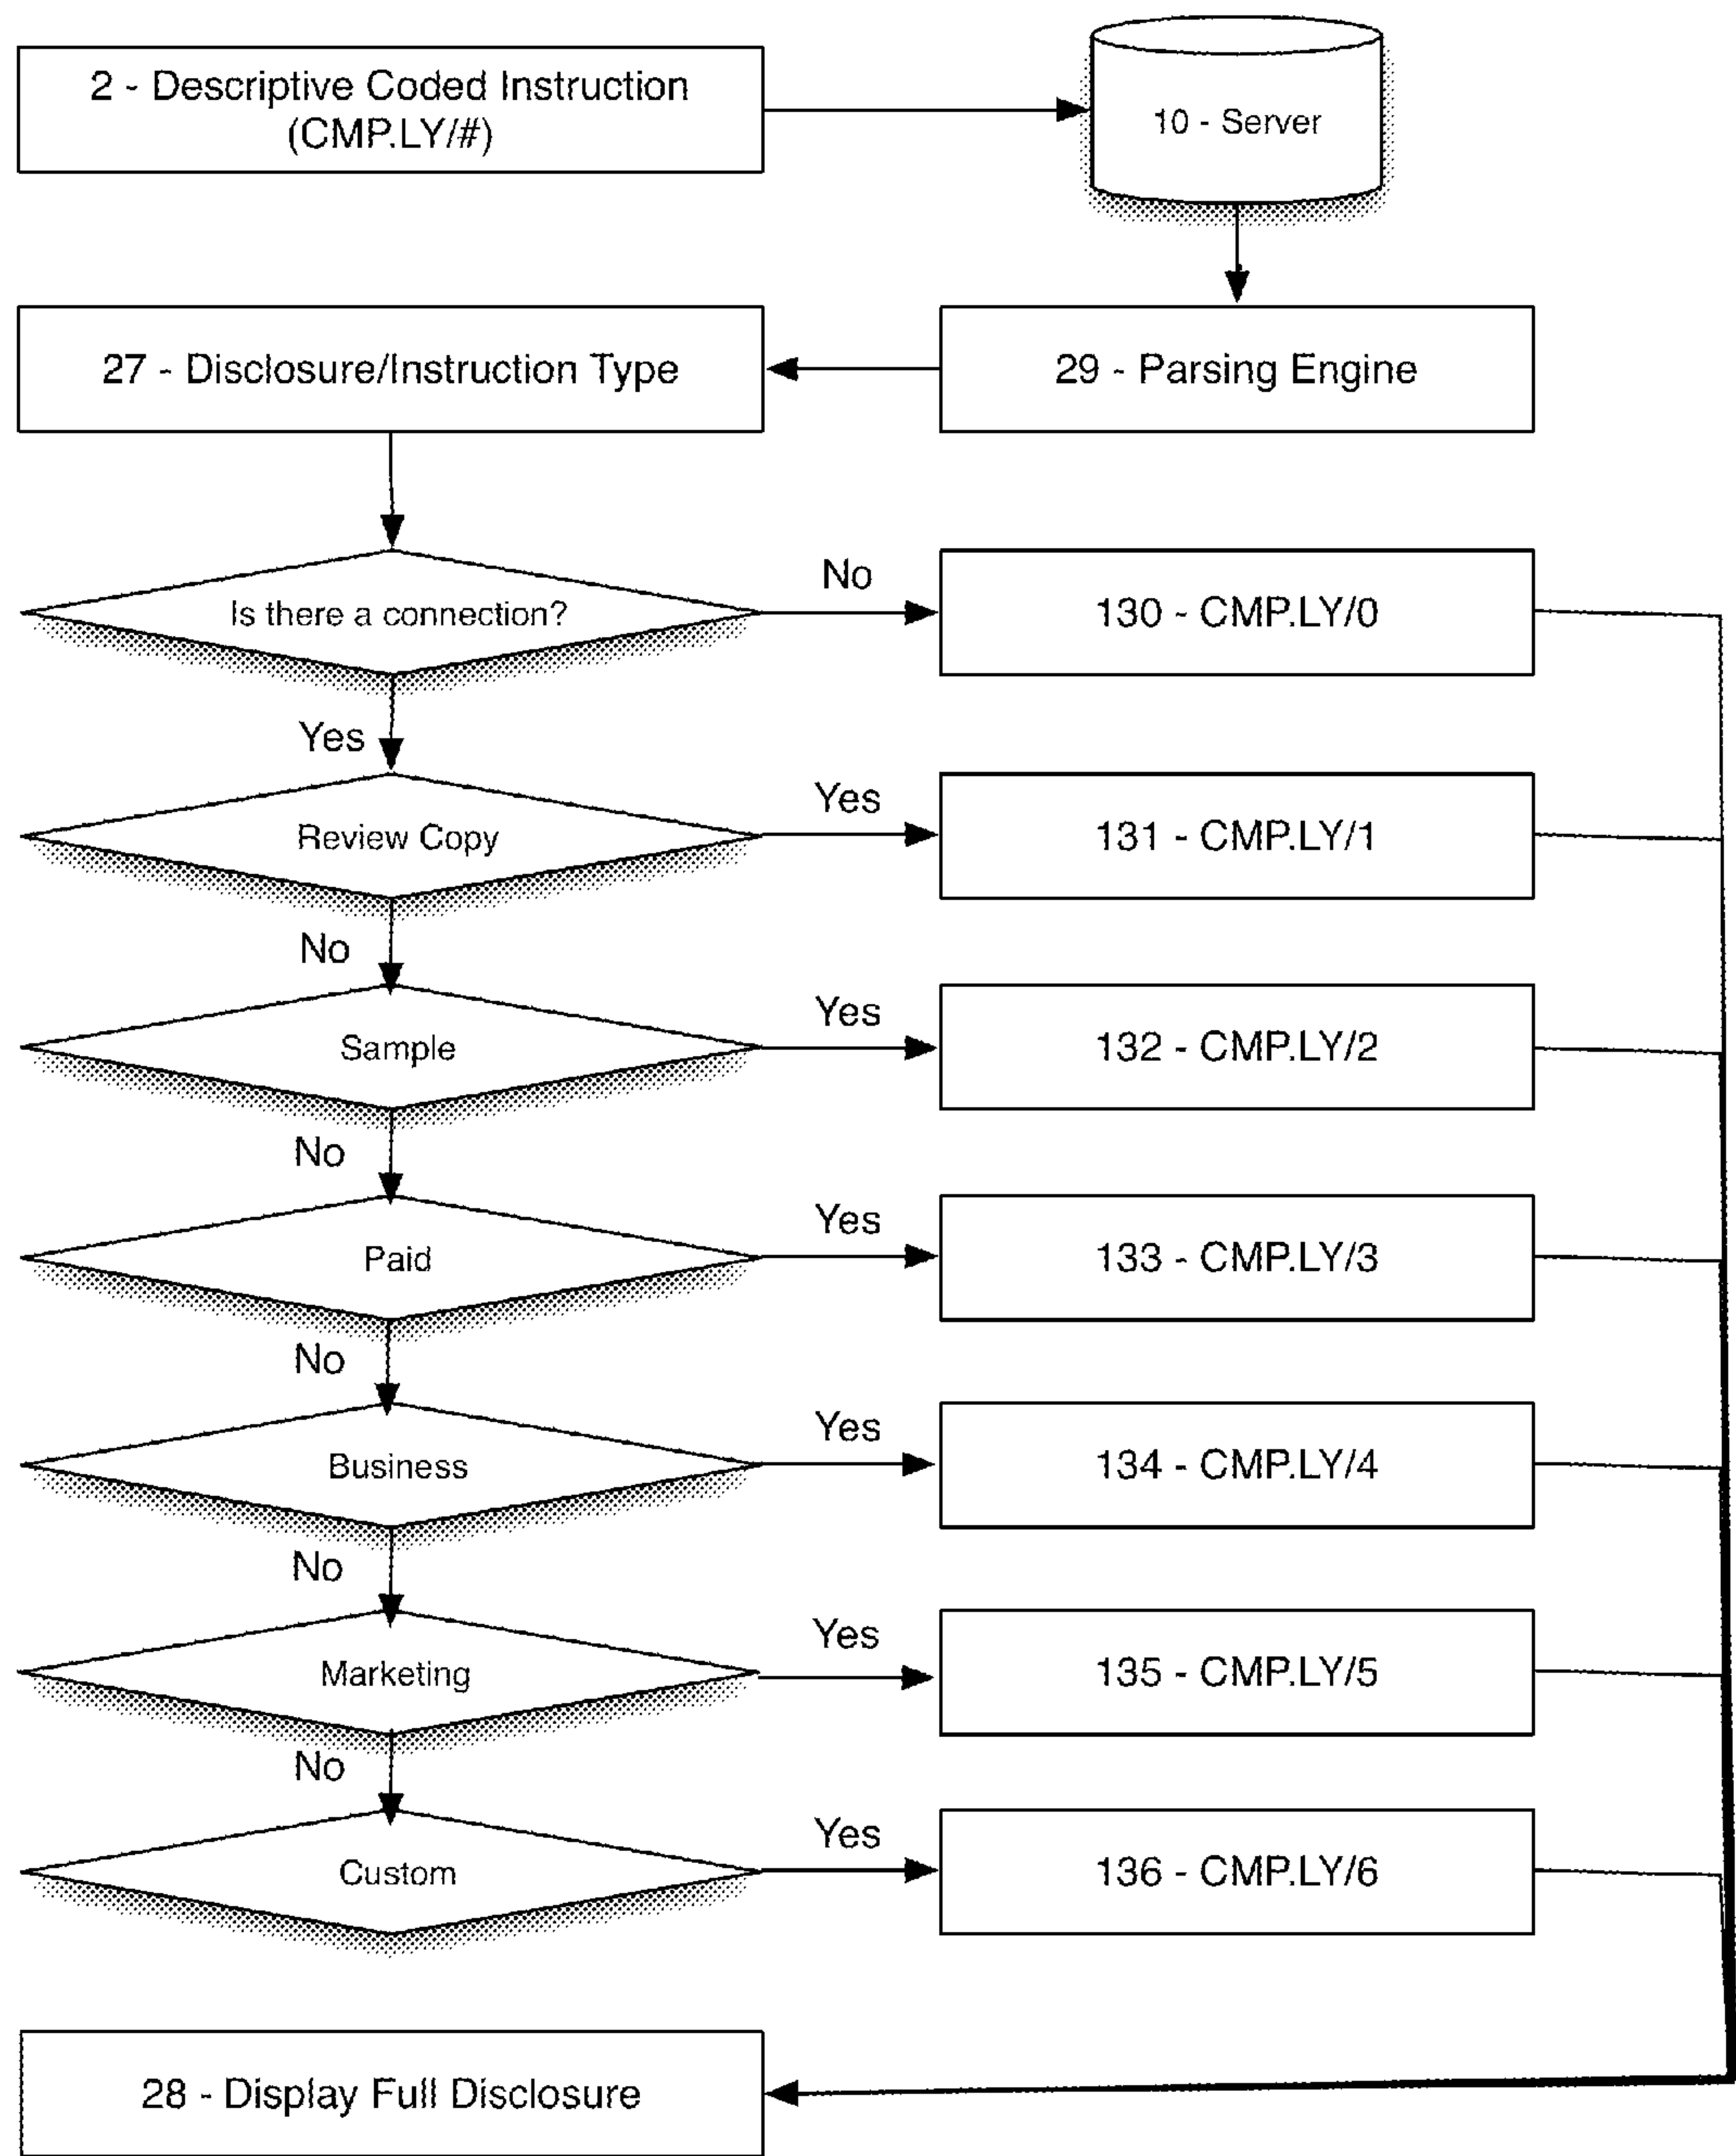 2 - Descriptive Coded Instruction
(CMP.LY/#)
10 - Server
27 - Disclosure/Instruction Type
29 - Parsing Engine
Is there a connection?
No
130 - CMP.LY/0
Yes
Review Copy
Yes
131 - CMP.LY/1
No
Sample
Yes
132 - CMP.LY/2
No
Paid
Yes
133 - CMP.LY/3
No
Business
Yes
134 - CMP.LY/4
No
Marketing
Yes
135 - CMP.LY/5
No
Custom
Yes
136 - CMP.LY/6
28 - Display Full Disclosure